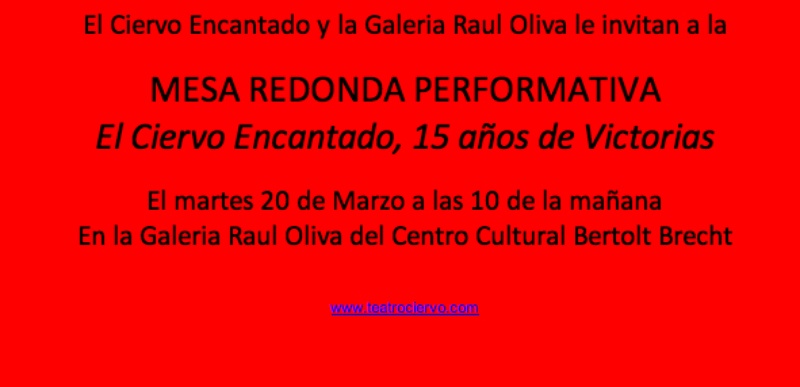 El Ciervo Encantado y la Galeria Raul Oliva le invitan a la
MESA REDONDA PERFORMATIVA
El Ciervo Encantado, 15 años de Victorias
El martes 20 de Marzo a las 10 de la mañana
En la Galeria Raul Oliva del Centro Cultural Bertolt Brecht
www.teatrociervo.com